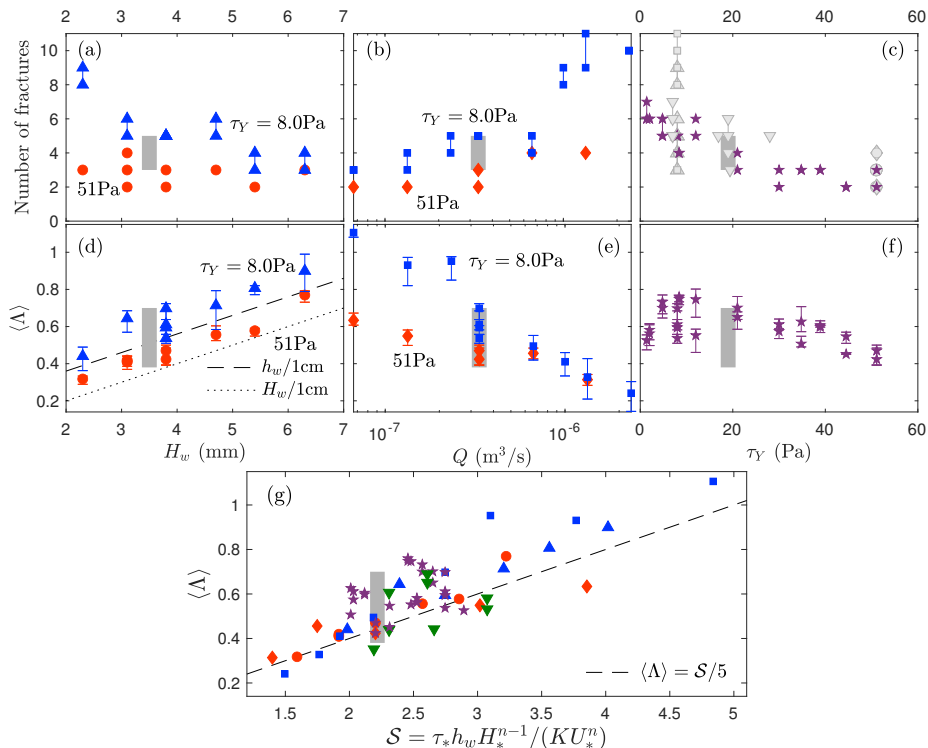 2 3 4 5 6 7
0 20 40 60
Number of fractures
10
8
6
4
2
0
(a)
τ_Y = 8.0Pa
51Pa
(b)
τ_Y = 8.0Pa
51Pa
(c)
⟨Λ⟩
1
0.8
0.6
0.4
0.2
(d)
τ_Y = 8.0Pa
51Pa
h_w/1cm
H_w/1cm
(e)
τ_Y = 8.0Pa
51Pa
(f)
2 3 4 5 6 7
10⁻⁷ 10⁻⁶
0 20 40 60
H_w (mm)
Q (m³/s)
τ_Y (Pa)
⟨Λ⟩
1
0.8
0.6
0.4
0.2
(g)
⟨Λ⟩ = 𝒮/5
1.5 2 2.5 3 3.5 4 4.5 5
𝒮 = τ_* h_w H_*^{n−1}/(K U_*^n)